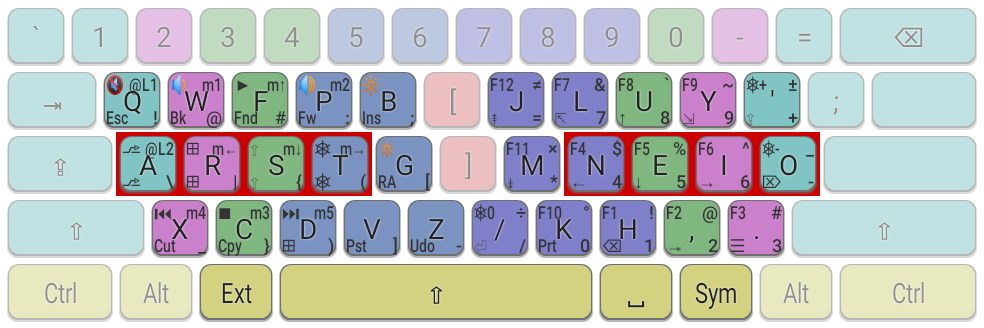 ` 1 2 3 4 5 6 7 8 9 0 - = ⌫
⇥ @L1 Q Esc ! m1 W Bk @ ▶ m↑ F Fnd # m2 P Fw : B Ins ; [ F12 ≠ J ⇞ = F7 & L ⇱ 7 F8 ` U ↑ 8 F9 ~ Y ⇲ 9 + ± ' ⇧ + ;
⇪ @L2 A \ m← R | ⇧ m↓ S ⇧ { m→ T ( G RA [ ] F11 × M ⇟ * F4 $ N ← 4 F5 % E ↓ 5 F6 ^ I → 6 - _ O ⌦ -
⇧ ⏮ m4 X Cut _ ■ m3 C Cpy } ⏭ m5 D ) V Pst ] Z Udo - 0 ÷ / ⏎ / F10 ° K Prt 0 F1 ! H ⌫ 1 F2 @ , ⇥ 2 F3 # . ☰ 3 ⇧
Ctrl Alt Ext ⇧ ⎵ Sym Alt Ctrl